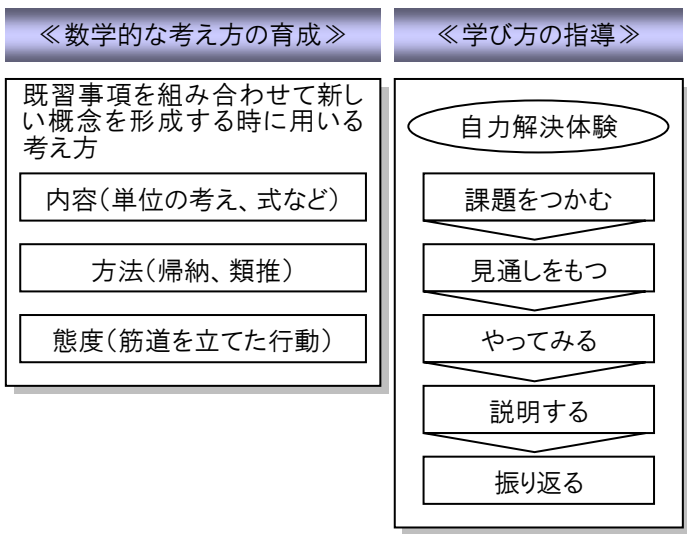 ≪数学的な考え方の育成≫
既習事項を組み合わせて新し
い概念を形成する時に用いる
考え方
内容(単位の考え、式など)
方法(帰納、類推)
態度(筋道を立てた行動)
≪学び方の指導≫
自力解決体験
課題をつかむ
見通しをもつ
やってみる
説明する
振り返る